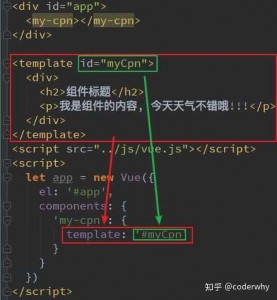 <div id="app">
<my-cpn></my-cpn>
</div>
<template id="myCpn">
<div>
<h2>组件标题</h2>
<p>我是组件的内容, 今天天气不错哦!!!</p>
</div>
</template>
<script src="../js/vue.js"></script>
<script>
let app = new Vue({
el: '#app',
components: {
'my-cpn': {
template: '#myCpn'
}
}
})
</script>
知乎 @coderwhy